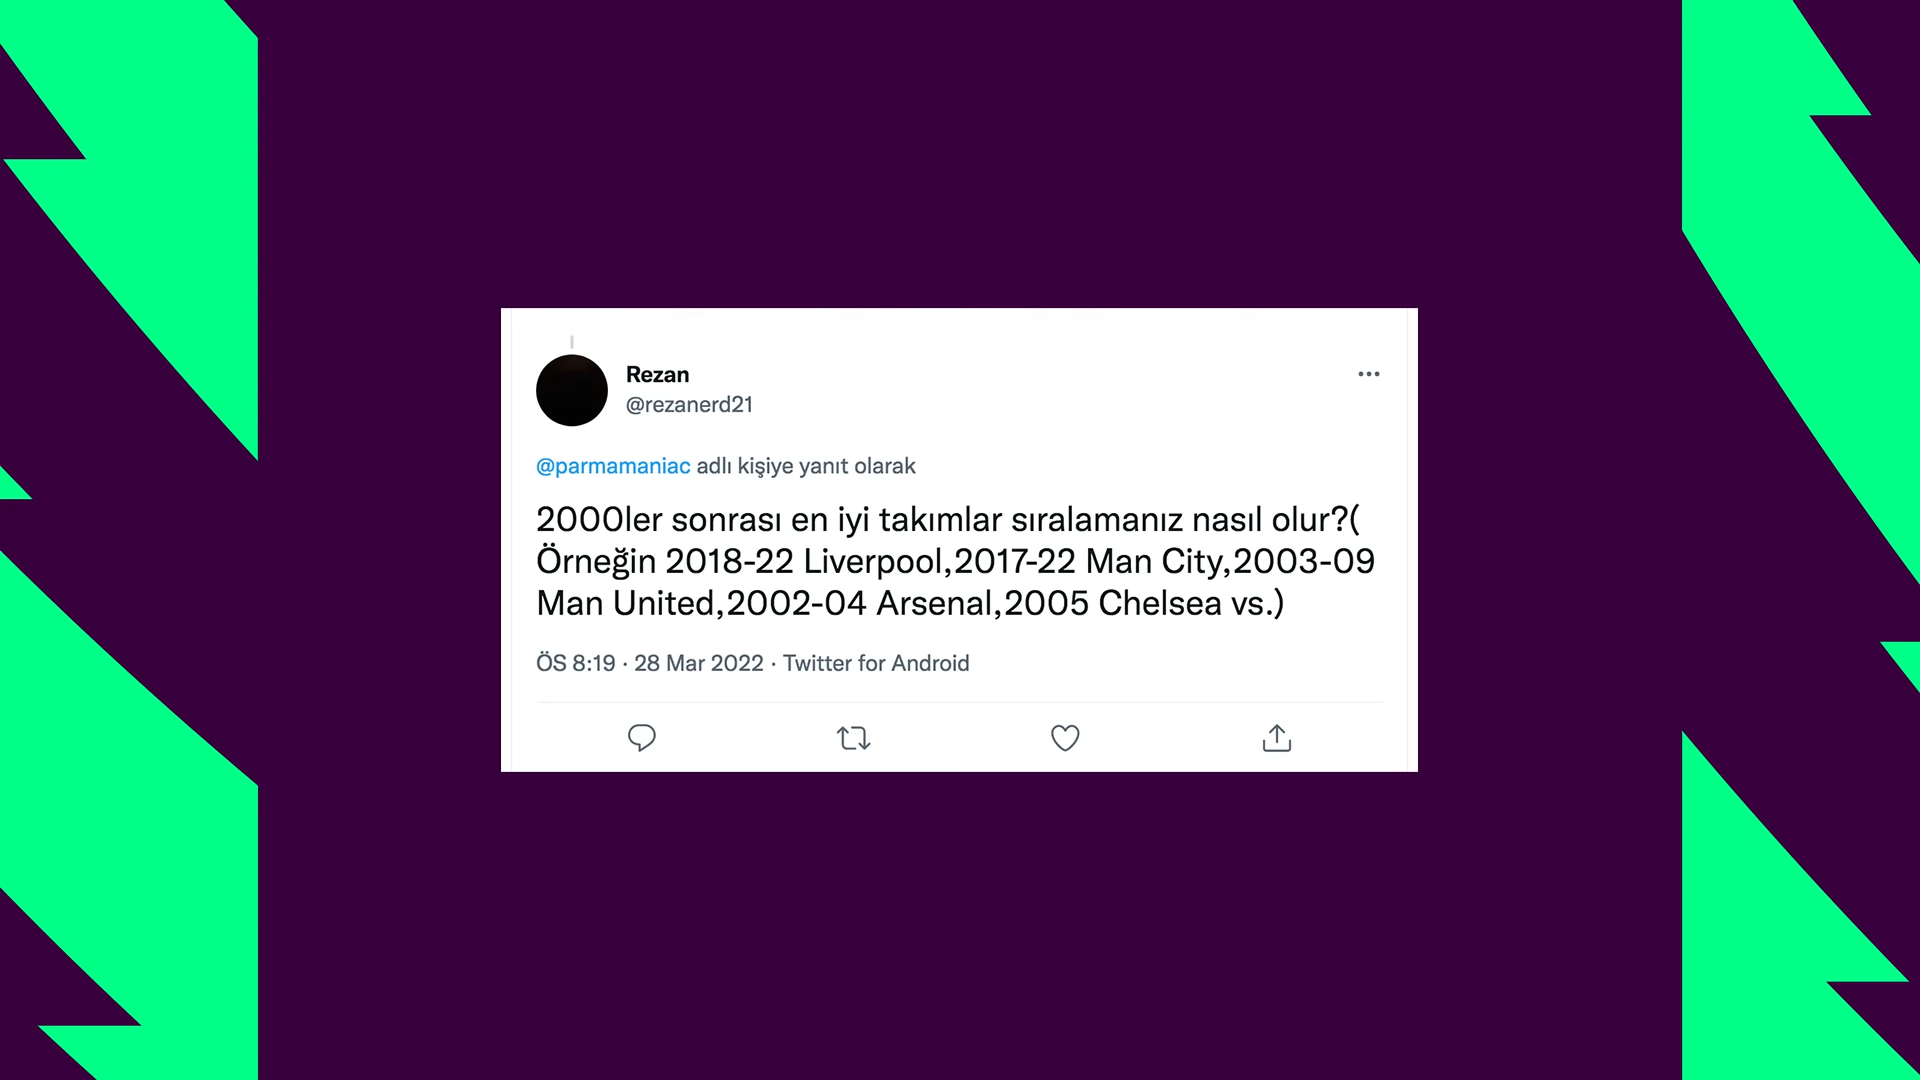 Rezan
@rezanerd21
@parmamaniac adlı kişiye yanıt olarak
2000ler sonrası en iyi takımlar sıralamanız nasıl olur?(
Örneğin 2018-22 Liverpool,2017-22 Man City,2003-09
Man United,2002-04 Arsenal,2005 Chelsea vs.)
ÖS 8:19 · 28 Mar 2022 · Twitter for Android